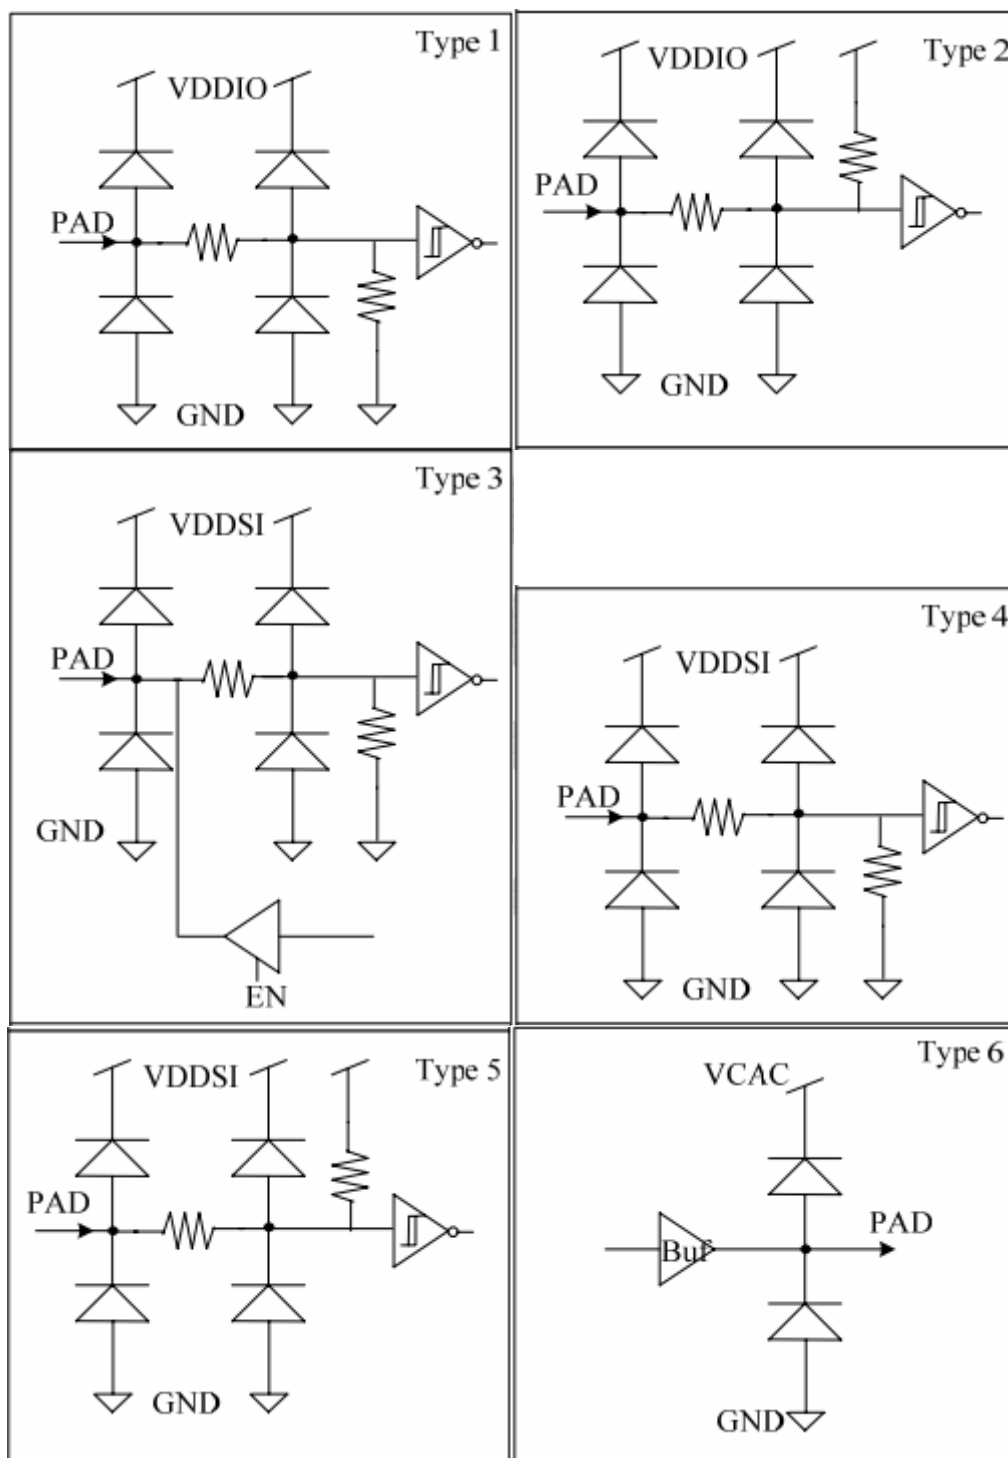 Type 1
VDDIO
PAD
GND
Type 2
VDDIO
PAD
GND
Type 3
VDDSI
PAD
GND
EN
Type 4
VDDSI
PAD
GND
Type 5
VDDSI
PAD
GND
Type 6
VCAC
Buf
PAD
GND